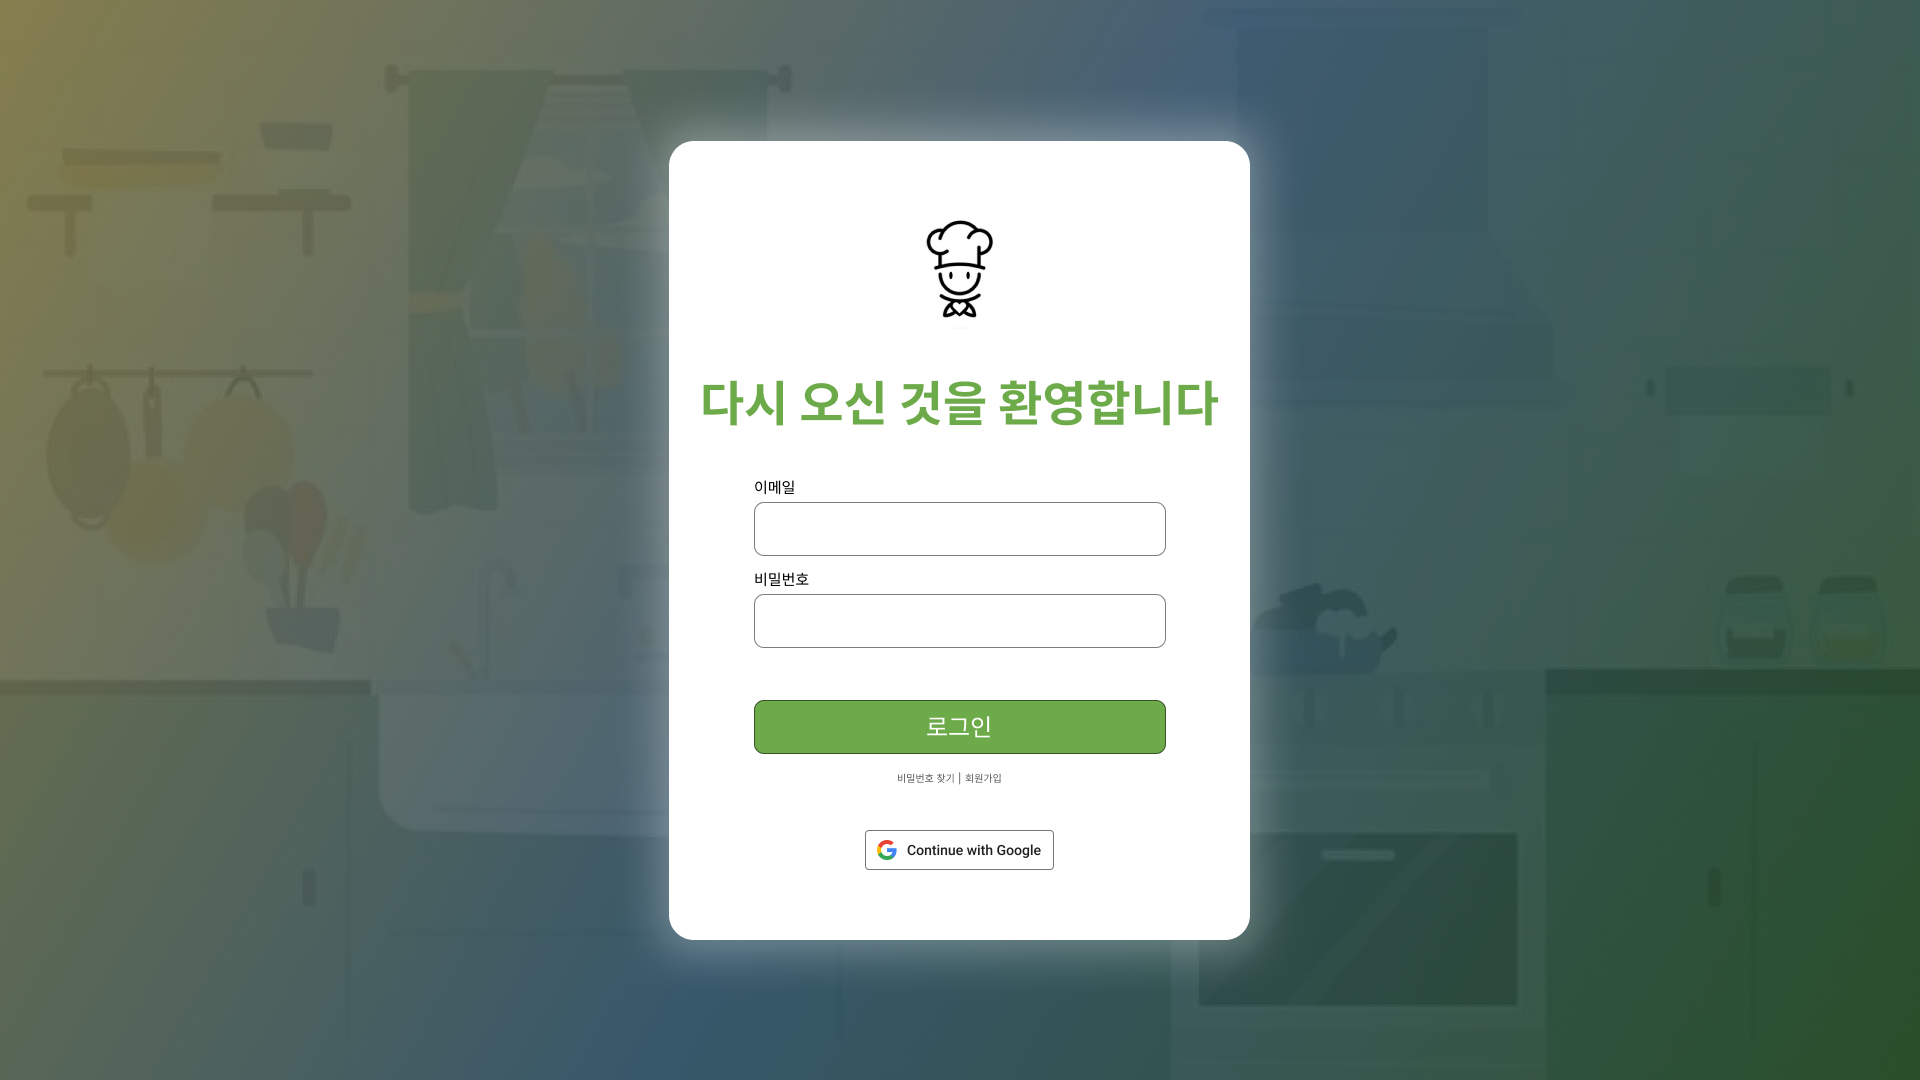 다시 오신 것을 환영합니다
이메일
비밀번호
로그인
비밀번호 찾기 | 회원가입
Continue with Google